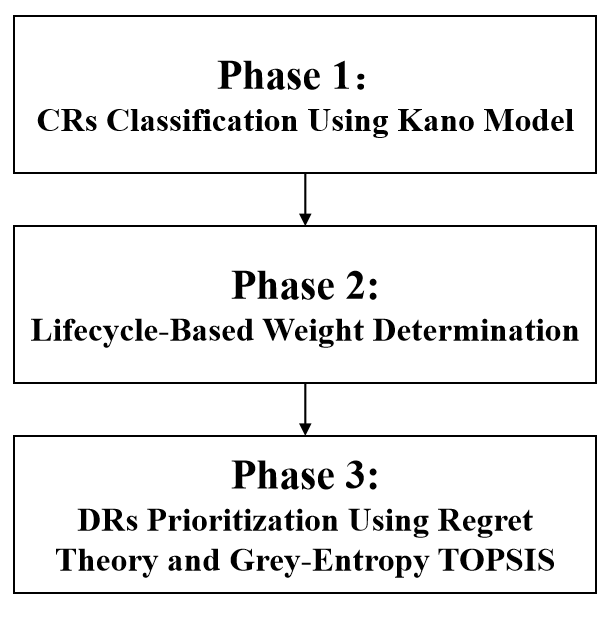 Phase 1：
CRs Classification Using Kano Model
Phase 2:
Lifecycle-Based Weight Determination
Phase 3:
DRs Prioritization Using Regret
Theory and Grey-Entropy TOPSIS